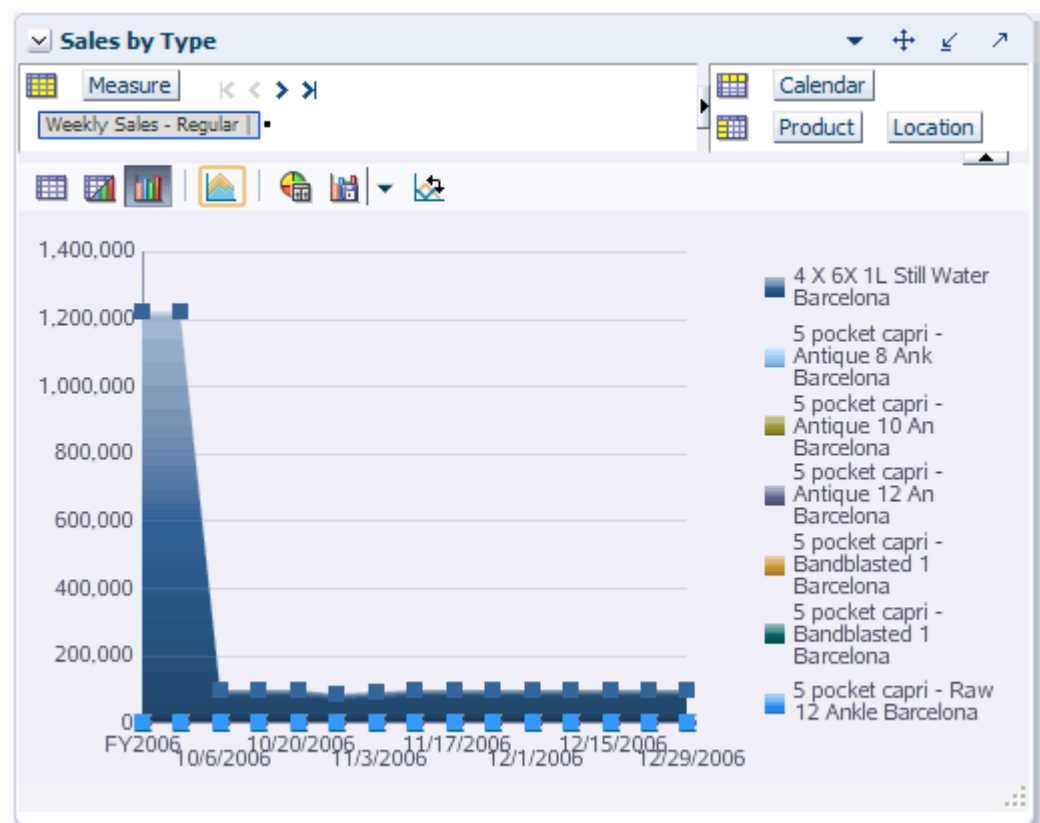 Sales by Type
Measure
Weekly Sales - Regular |
Calendar
Product Location
1,400,000
1,200,000
1,000,000
800,000
600,000
400,000
200,000
0
FY2006 10/20/2006 11/17/2006 12/15/2006
10/6/2006 11/3/2006 12/1/2006 12/29/2006
4 X 6X 1L Still Water
Barcelona
5 pocket capri -
Antique 8 Ank
Barcelona
5 pocket capri -
Antique 10 An
Barcelona
5 pocket capri -
Antique 12 An
Barcelona
5 pocket capri -
Bandblasted 1
Barcelona
5 pocket capri -
Bandblasted 1
Barcelona
5 pocket capri - Raw
12 Ankle Barcelona